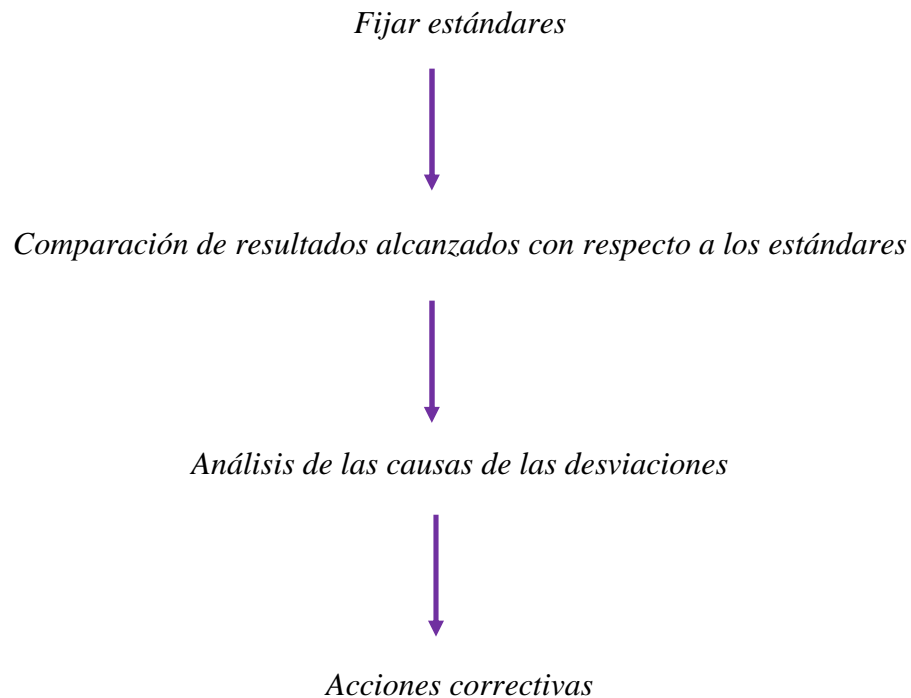 Fijar estándares
Comparación de resultados alcanzados con respecto a los estándares
Análisis de las causas de las desviaciones
Acciones correctivas